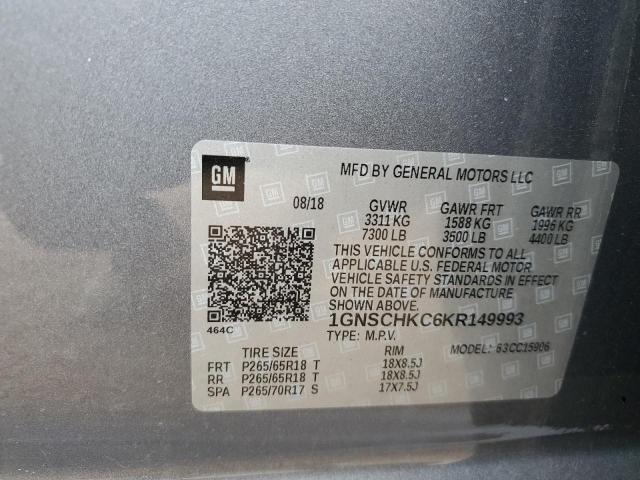 GM
MFD BY GENERAL MOTORS LLC
08/18 GVWR GAWR FRT GAWR RR
3311 KG 1588 KG 1996 KG
7300 LB 3500 LB 4400 LB
THIS VEHICLE CONFORMS TO ALL
APPLICABLE U.S. FEDERAL MOTOR
VEHICLE SAFETY STANDARDS IN EFFECT
ON THE DATE OF MANUFACTURE
SHOWN ABOVE.
464C
1GNSCHKC6KR149993
TYPE: M.P.V. MODEL: 63CC15906
TIRE SIZE RIM
FRT P265/65R18 T 18X8.5J
RR P265/65R18 T 18X8.5J
SPA P265/70R17 S 17X7.5J